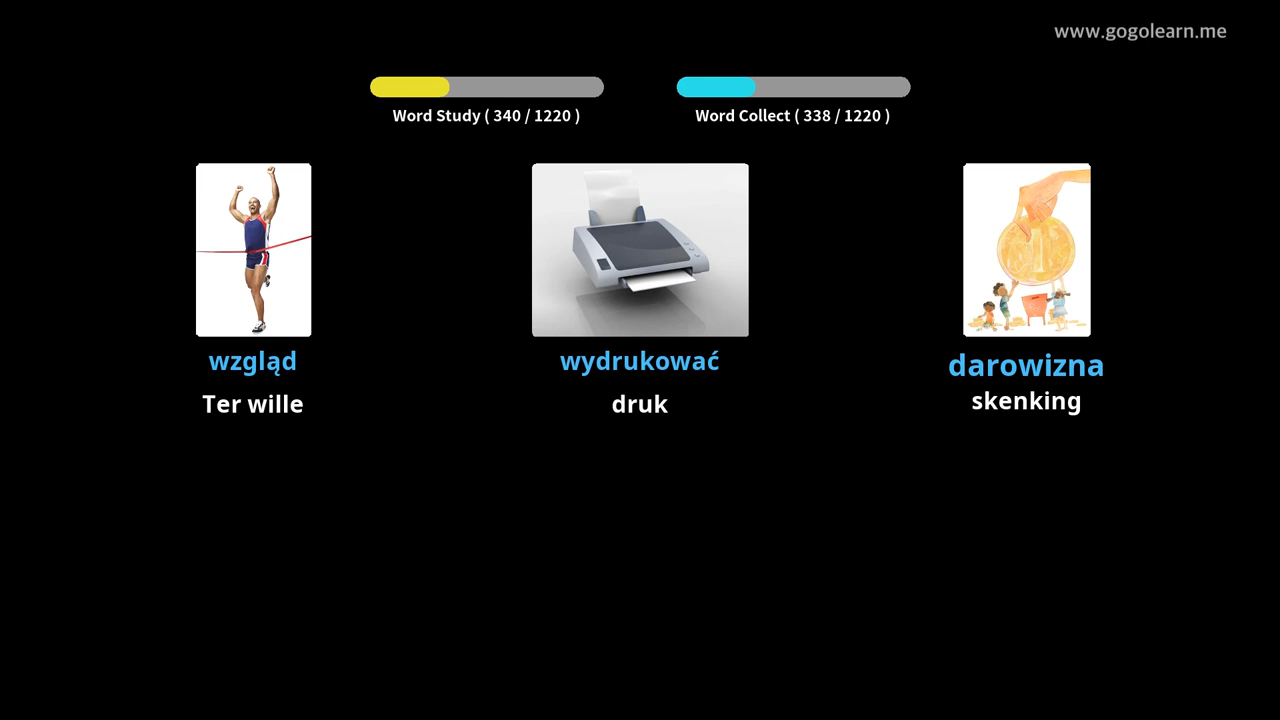 www.gogolearn.me
Word Study ( 340 / 1220 )
Word Collect ( 338 / 1220 )
wzgląd
Ter wille
wydrukować
druk
darowizna
skenking